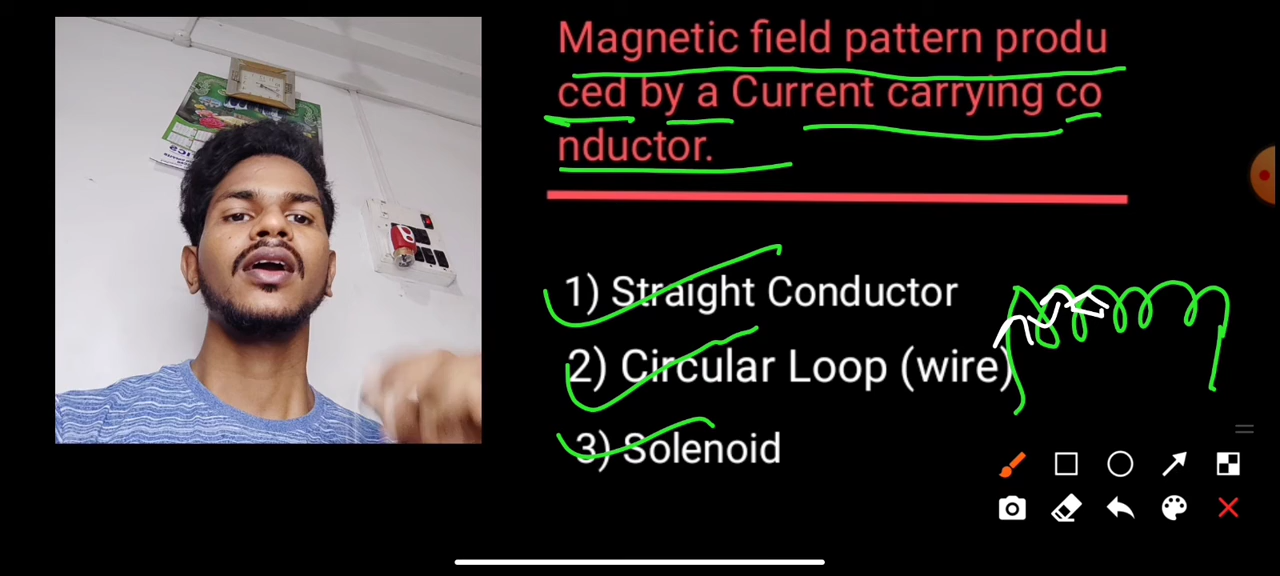 Magnetic field pattern produ
ced by a Current carrying co
nductor.
1) Straight Conductor
2) Circular Loop (wire)
3) Solenoid